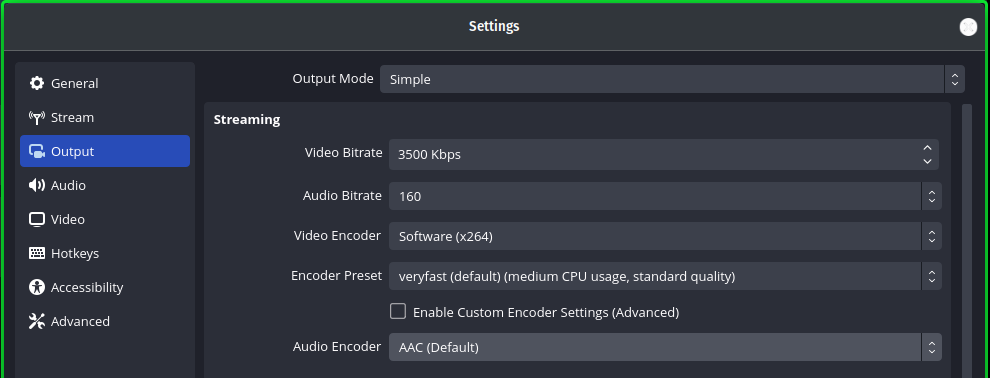 Settings
General
Stream
Output
Audio
Video
Hotkeys
Accessibility
Advanced
Output Mode Simple
Streaming
Video Bitrate 3500 Kbps
Audio Bitrate 160
Video Encoder Software (x264)
Encoder Preset veryfast (default) (medium CPU usage, standard quality)
Enable Custom Encoder Settings (Advanced)
Audio Encoder AAC (Default)